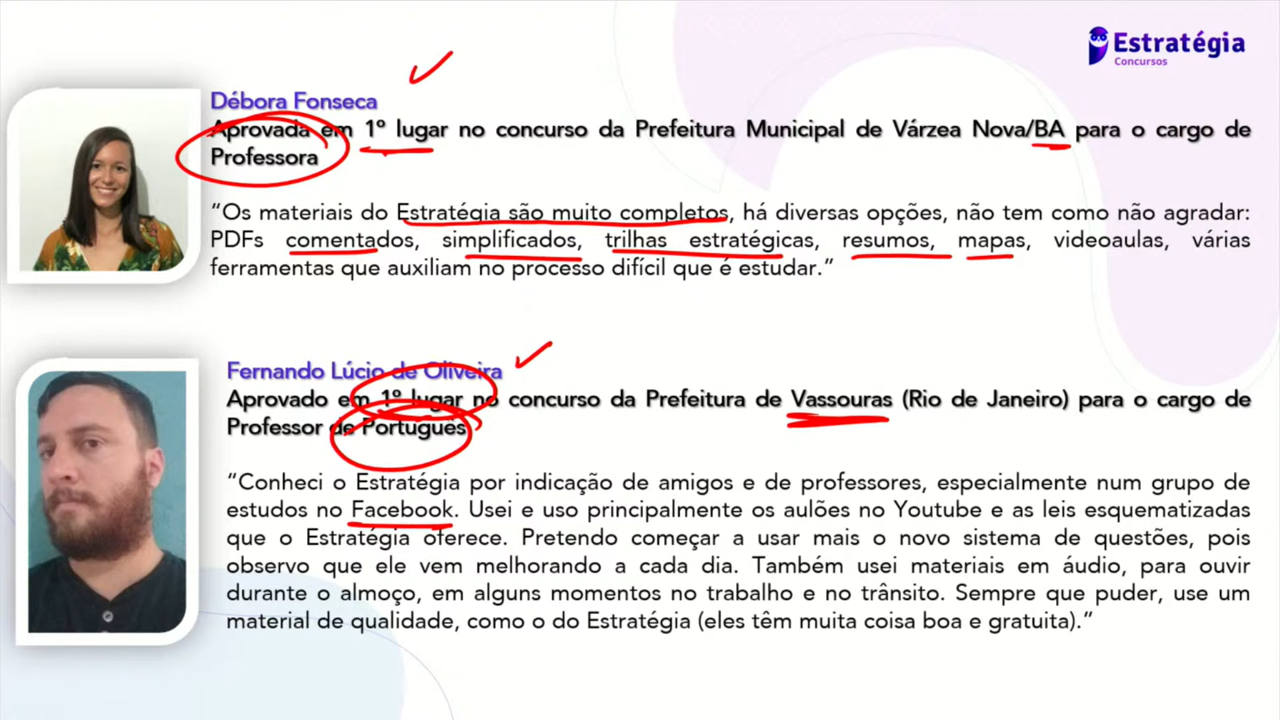 Estratégia
Concursos
Débora Fonseca
Aprovada em 1º lugar no concurso da Prefeitura Municipal de Várzea Nova/BA para o cargo de
Professora
“Os materiais do Estratégia são muito completos, há diversas opções, não tem como não agradar:
PDFs comentados, simplificados, trilhas estratégicas, resumos, mapas, videoaulas, várias
ferramentas que auxiliam no processo difícil que é estudar.”
Fernando Lúcio de Oliveira
Aprovado em 1º lugar no concurso da Prefeitura de Vassouras (Rio de Janeiro) para o cargo de
Professor de Português
“Conheci o Estratégia por indicação de amigos e de professores, especialmente num grupo de
estudos no Facebook. Usei e uso principalmente os aulões no Youtube e as leis esquematizadas
que o Estratégia oferece. Pretendo começar a usar mais o novo sistema de questões, pois
observo que ele vem melhorando a cada dia. Também usei materiais em áudio, para ouvir
durante o almoço, em alguns momentos no trabalho e no trânsito. Sempre que puder, use um
material de qualidade, como o do Estratégia (eles têm muita coisa boa e gratuita).”